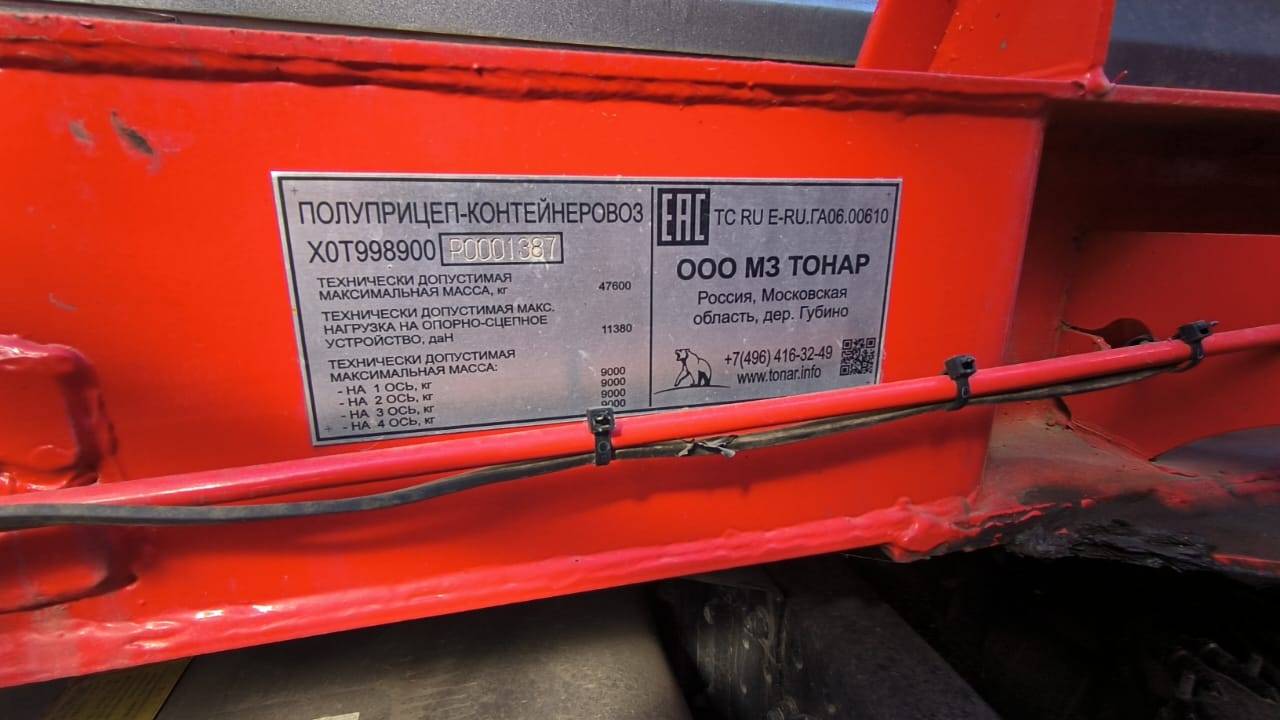 ПОЛУПРИЦЕП-КОНТЕЙНЕРОВОЗ
X0T998900 P0001387
ТЕХНИЧЕСКИ ДОПУСТИМАЯ
МАКСИМАЛЬНАЯ МАССА, кг 47600
ТЕХНИЧЕСКИ ДОПУСТИМАЯ МАКС.
НАГРУЗКА НА ОПОРНО-СЦЕПНОЕ
УСТРОЙСТВО, даН 11380
ТЕХНИЧЕСКИ ДОПУСТИМАЯ
МАКСИМАЛЬНАЯ МАССА:
- НА 1 ОСЬ, кг 9000
- НА 2 ОСЬ, кг 9000
- НА 3 ОСЬ, кг 9000
- НА 4 ОСЬ, кг 9000
EAC TC RU E-RU.ГА06.00610
ООО МЗ ТОНАР
Россия, Московская
область, дер. Губино
+7(496) 416-32-49
www.tonar.info